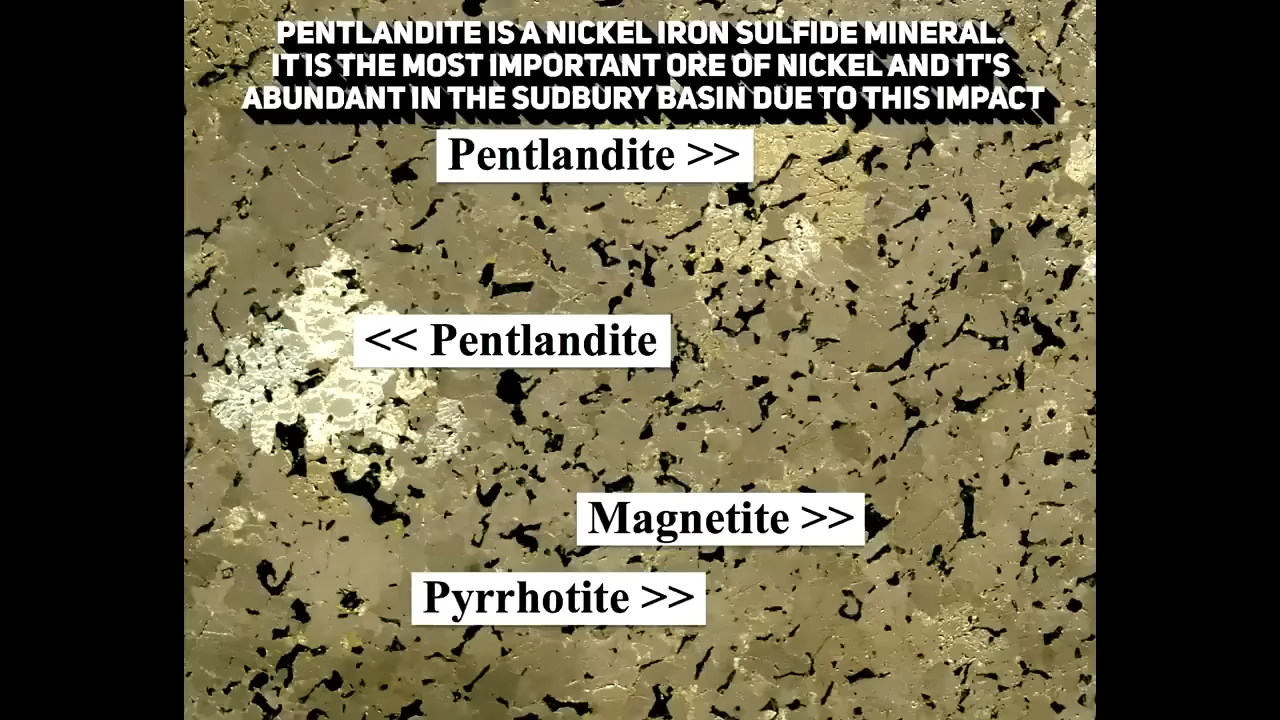 PENTLANDITE IS A NICKEL IRON SULFIDE MINERAL.
IT IS THE MOST IMPORTANT ORE OF NICKEL AND IT'S
ABUNDANT IN THE SUDBURY BASIN DUE TO THIS IMPACT
Pentlandite >>
<< Pentlandite
Magnetite >>
Pyrrhotite >>